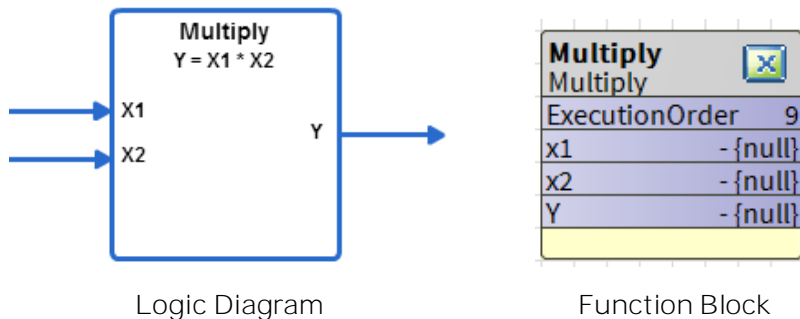 Multiply
Y = X1 * X2
X1
X2
Y
Logic Diagram
Multiply
Multiply
ExecutionOrder 9
x1 - {null}
x2 - {null}
Y - {null}
Function Block